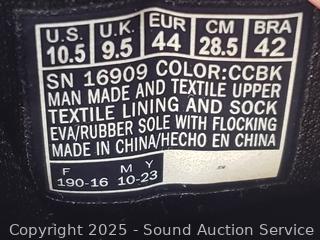 U.S. U.K. EUR CM BRA
10.5 9.5 44 28.5 42
SN 16909 COLOR:CCBK
MAN MADE AND TEXTILE UPPER
TEXTILE LINING AND SOCK
EVA/RUBBER SOLE WITH FLOCKING
MADE IN CHINA/HECHO EN CHINA
F M Y
190-16 10-23
Copyright 2025 - Sound Auction Service